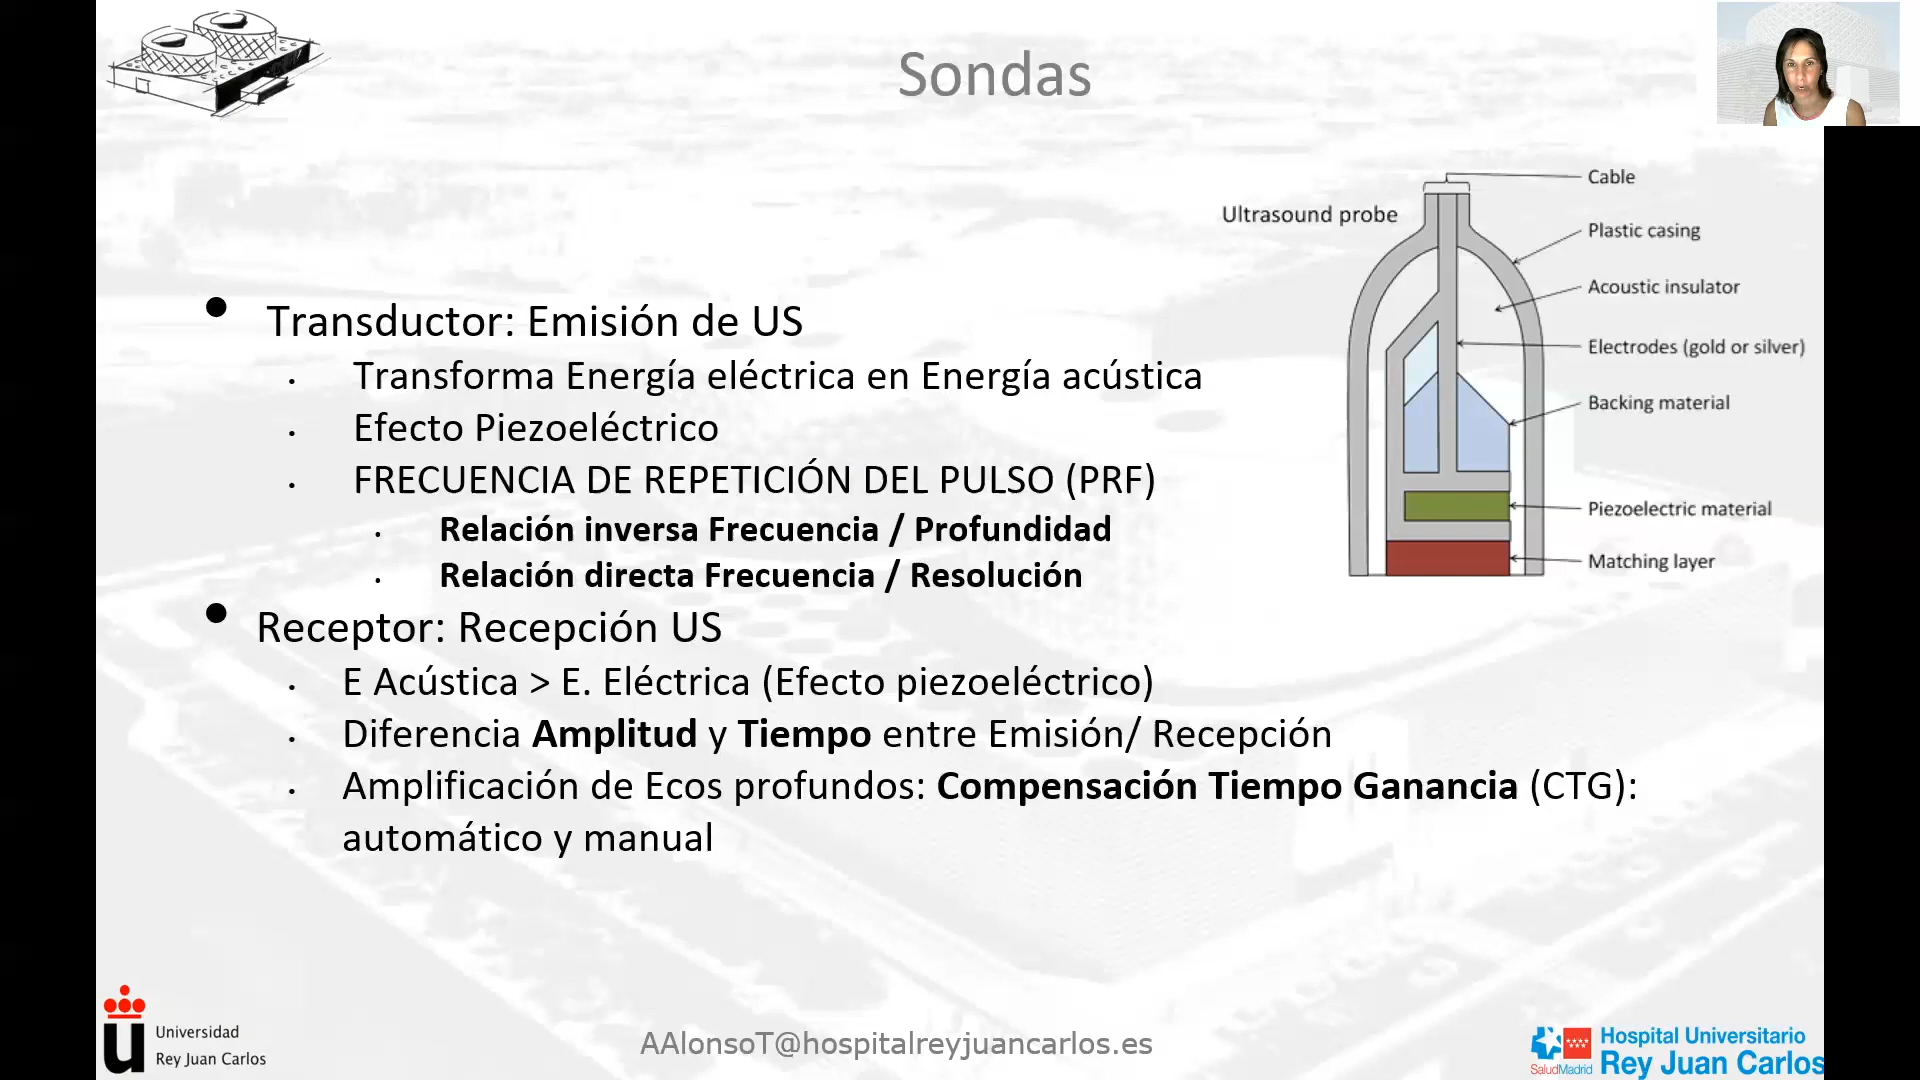 Sondas
Cable
Ultrasound probe
Plastic casing
Acoustic insulator
Electrodes (gold or silver)
Backing material
Piezoelectric material
Matching layer
• Transductor: Emisión de US
• Transforma Energía eléctrica en Energía acústica
• Efecto Piezoeléctrico
• FRECUENCIA DE REPETICIÓN DEL PULSO (PRF)
• Relación inversa Frecuencia / Profundidad
• Relación directa Frecuencia / Resolución
• Receptor: Recepción US
• E Acústica > E. Eléctrica (Efecto piezoeléctrico)
• Diferencia Amplitud y Tiempo entre Emisión/ Recepción
• Amplificación de Ecos profundos: Compensación Tiempo Ganancia (CTG):
automático y manual
u Universidad
Rey Juan Carlos
AAlonsoT@hospitalreyjuancarlos.es
SaludMadrid
Hospital Universitario
Rey Juan Carlos